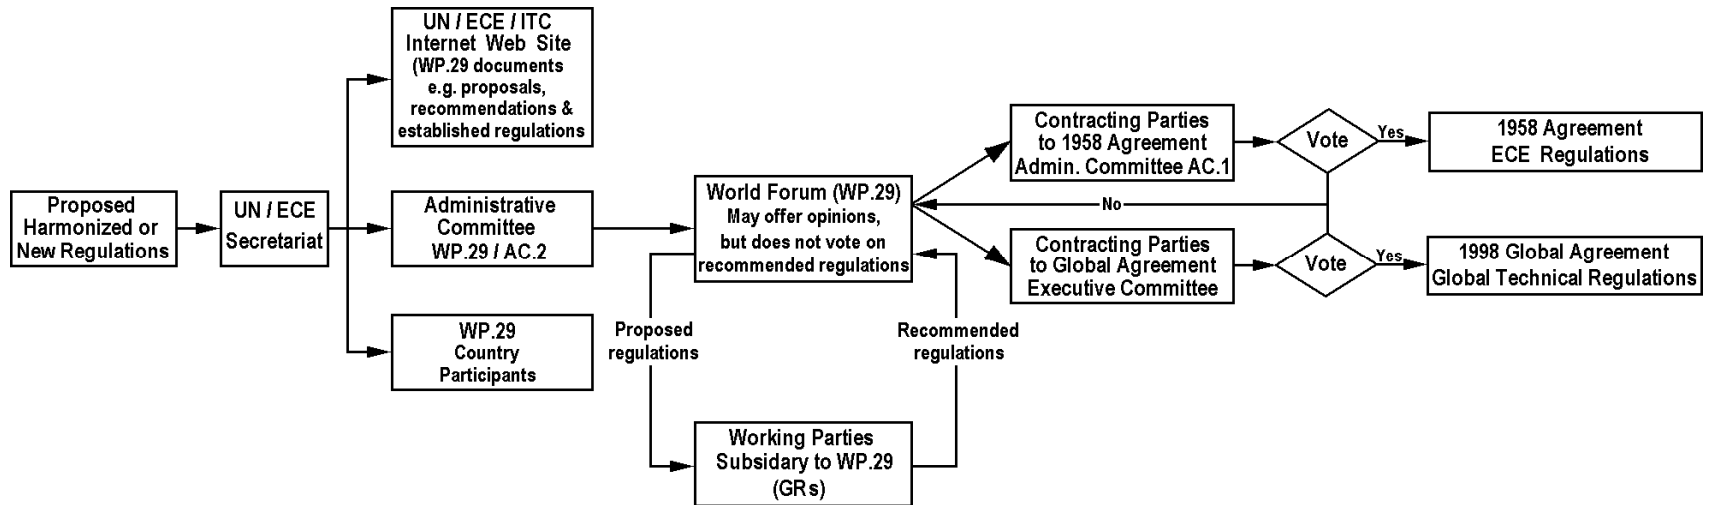 Proposed
Harmonized or
New Regulations
UN / ECE
Secretariat
UN / ECE / ITC
Internet Web Site
(WP.29 documents
e.g. proposals,
recommendations &
established regulations
Administrative
Committee
WP.29 / AC.2
WP.29
Country
Participants
World Forum (WP.29)
May offer opinions,
but does not vote on
recommended regulations
Proposed
regulations
Recommended
regulations
Working Parties
Subsidary to WP.29
(GRs)
Contracting Parties
to 1958 Agreement
Admin. Committee AC.1
Vote
Yes
1958 Agreement
ECE Regulations
No
Contracting Parties
to Global Agreement
Executive Committee
Vote
Yes
1998 Global Agreement
Global Technical Regulations